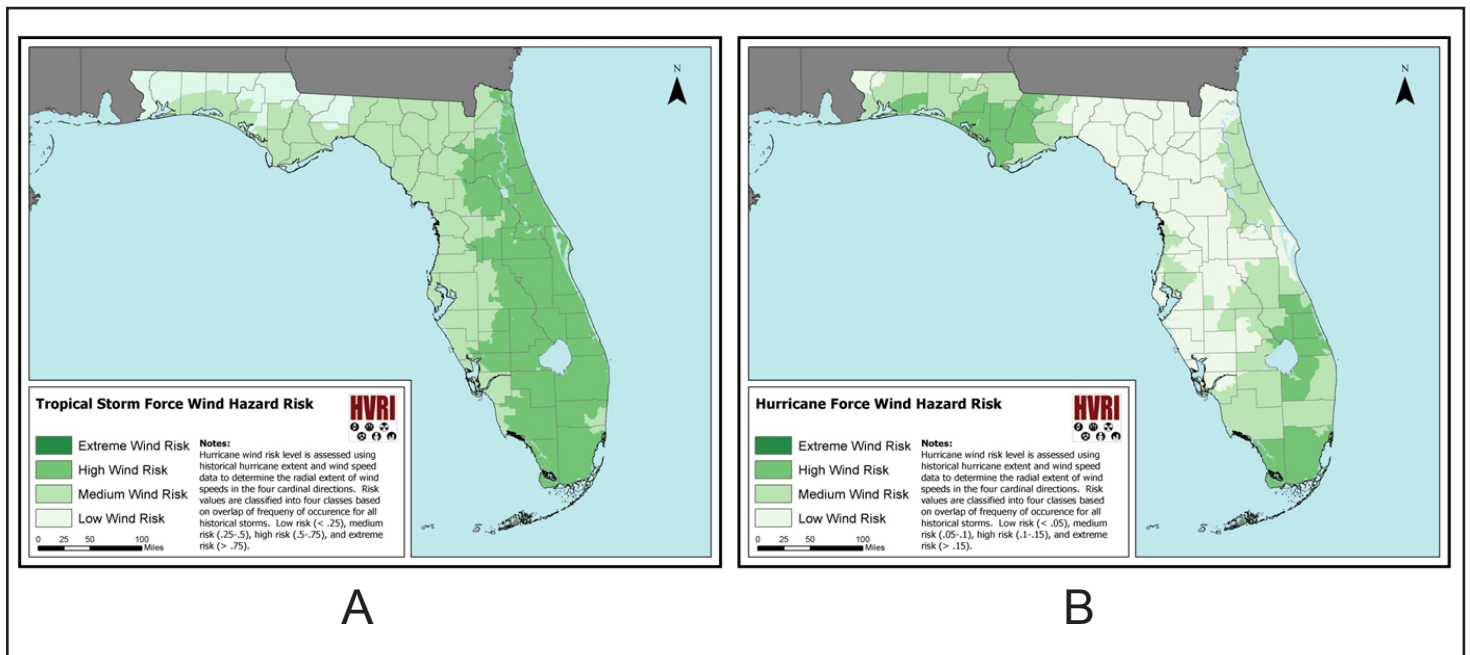 N
Tropical Storm Force Wind Hazard Risk
HVRI
Extreme Wind Risk
High Wind Risk
Medium Wind Risk
Low Wind Risk
0 25 50 100
Miles
Notes:
Hurricane wind risk level is assessed using
historical hurricane extent and wind speed
data to determine the radial extent of wind
speeds in the four cardinal directions. Risk
values are classified into four classes based
on overlap of frequeny of occurence for all
historical storms. Low risk (< .25), medium
risk (.25-.5), high risk (.5-.75), and extreme
risk (> .75).
A
N
Hurricane Force Wind Hazard Risk
HVRI
Extreme Wind Risk
High Wind Risk
Medium Wind Risk
Low Wind Risk
0 25 50 100
Miles
Notes:
Hurricane wind risk level is assessed using
historical hurricane extent and wind speed
data to determine the radial extent of wind
speeds in the four cardinal directions. Risk
values are classified into four classes based
on overlap of frequeny of occurence for all
historical storms. Low risk (< .05), medium
risk (.05-.1), high risk (.1-.15), and extreme
risk (> .15).
B